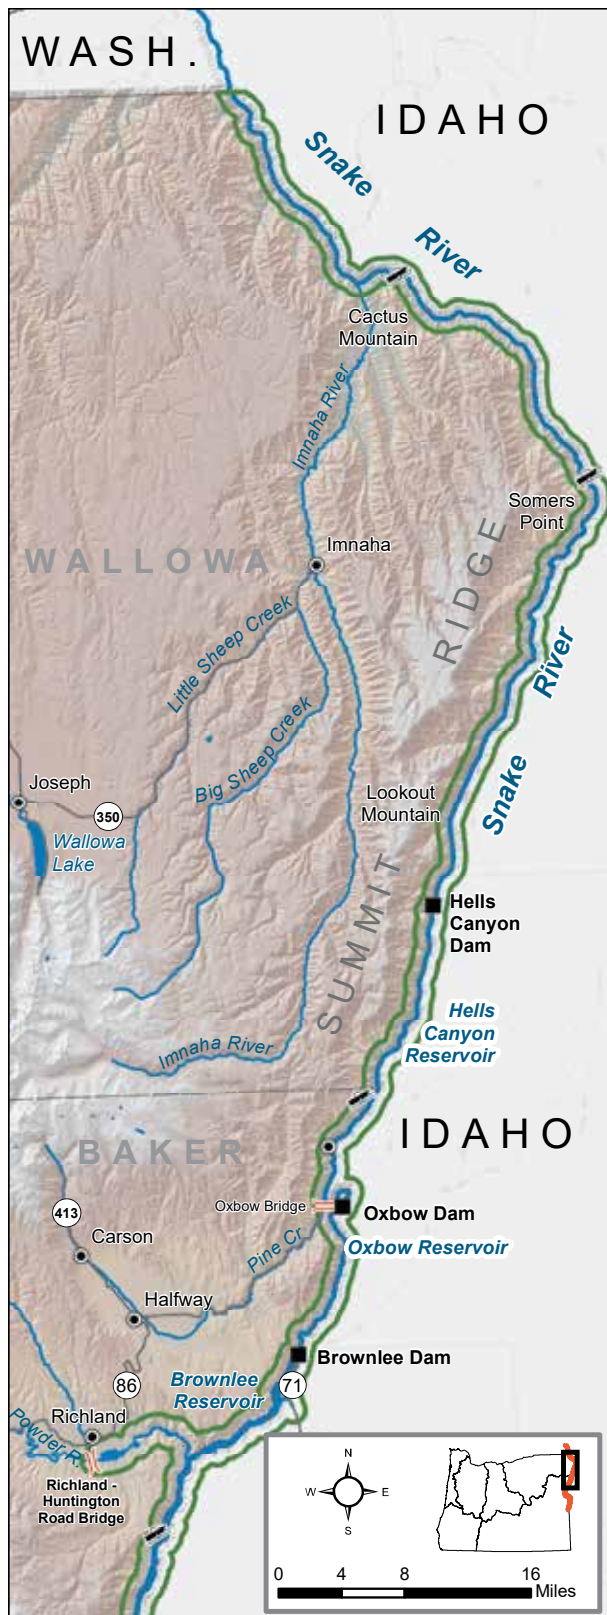 WASH.
IDAHO
Snake
River
Cactus
Mountain
Imnaha River
Somers
Point
Imnaha
WALLOWA
RIDGE
Little Sheep Creek
River
Big Sheep Creek
Joseph
Lookout
Mountain
Snake
350
Wallowa
Lake
SUMMIT
Hells
Canyon
Dam
Hells
Canyon
Reservoir
Imnaha River
IDAHO
BAKER
Oxbow Bridge
Oxbow Dam
413
Carson
Pine Cr
Oxbow Reservoir
Halfway
Brownlee Dam
86
Brownlee
Reservoir
71
Richland
Powder R.
Richland -
Huntington
Road Bridge
N
W
E
S
0 4 8 16
Miles